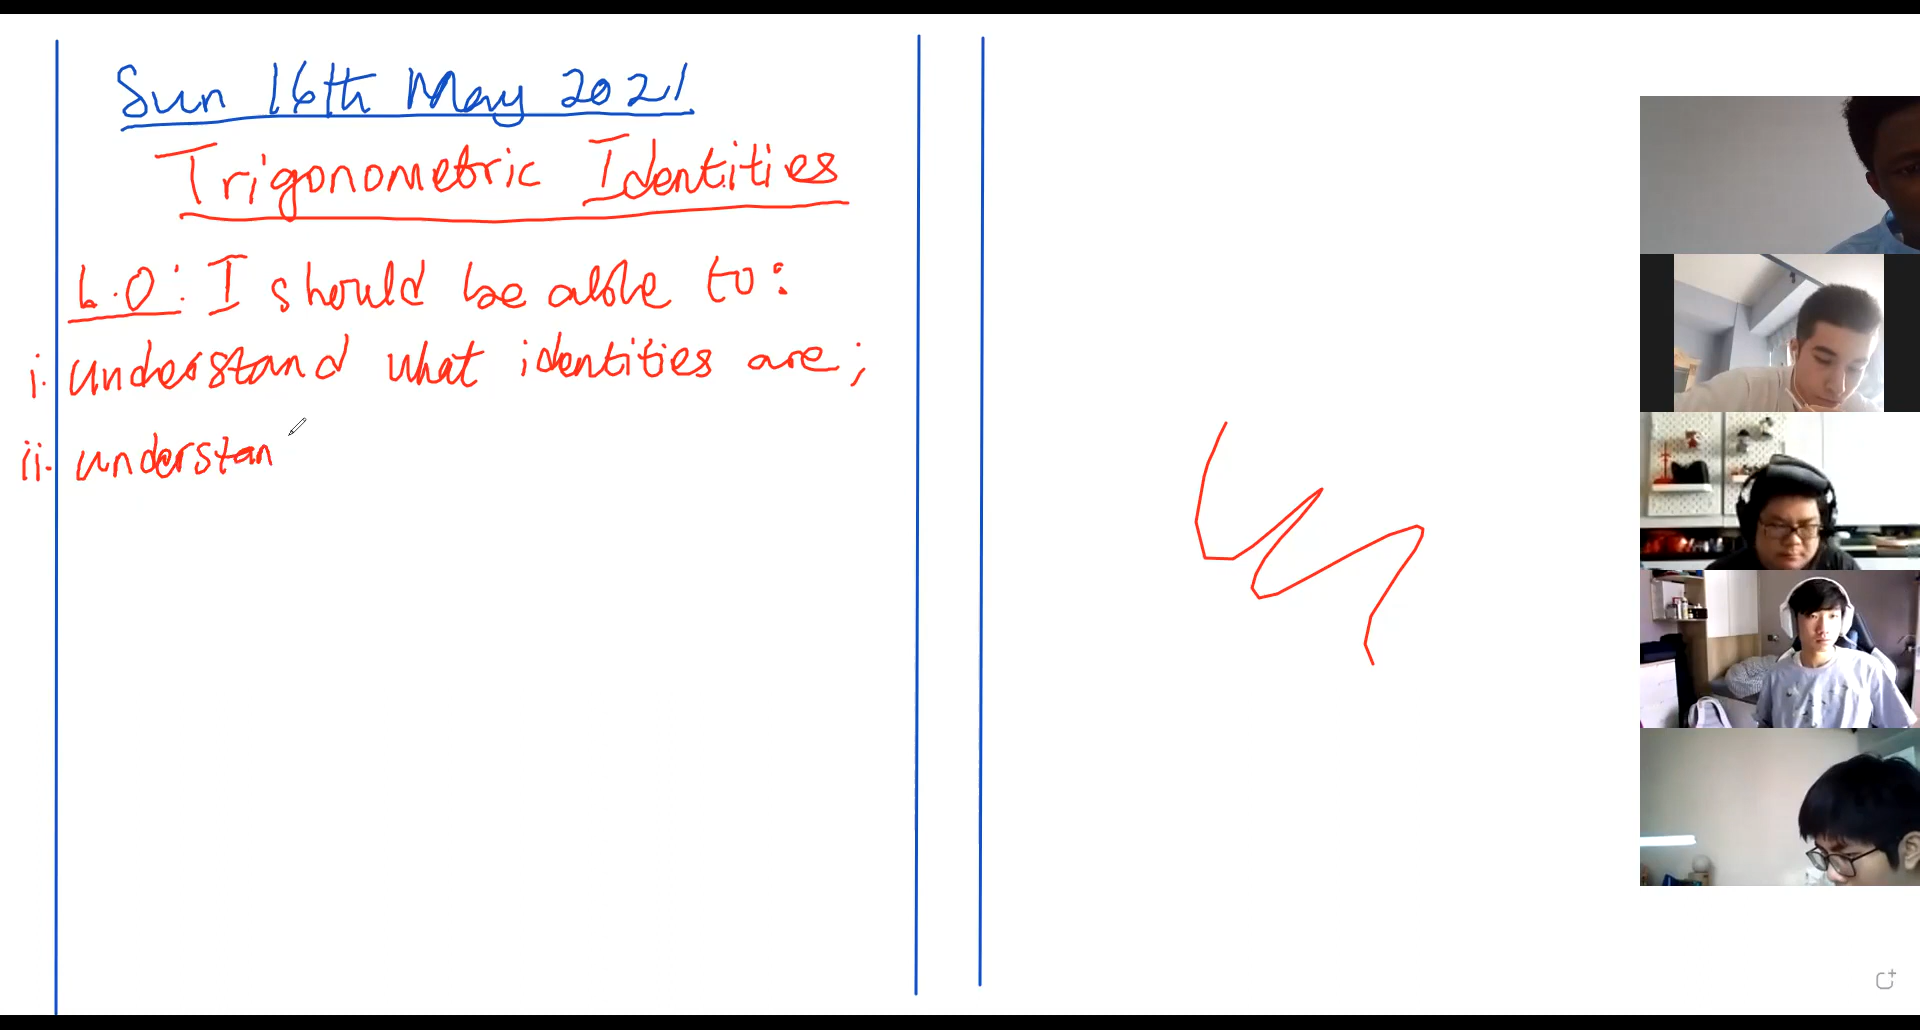 Sun 16th May 2021
Trigonometric Identities
L.O: I should be able to:
i. understand what identities are;
ii. understan